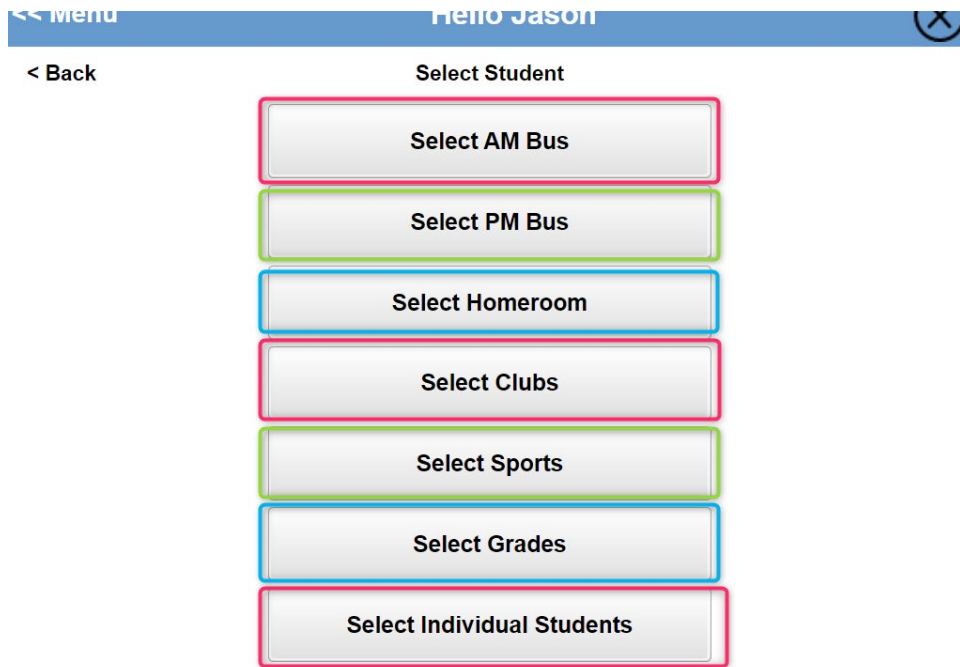 << Menu Hello Jason
< Back Select Student
Select AM Bus
Select PM Bus
Select Homeroom
Select Clubs
Select Sports
Select Grades
Select Individual Students